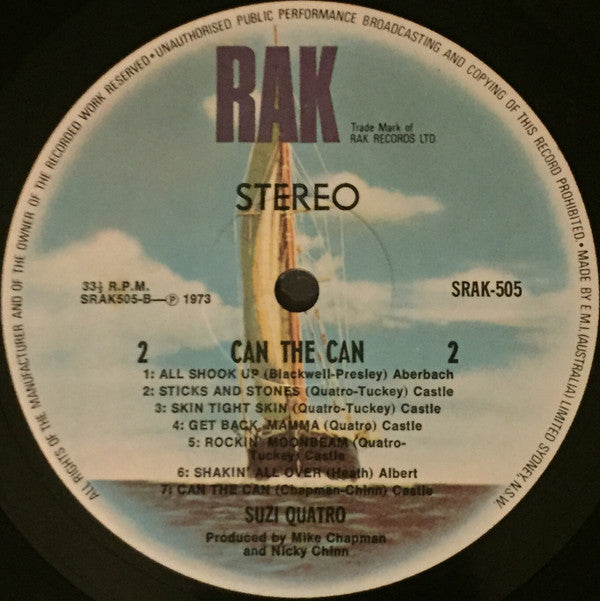 ALL RIGHTS OF THE MANUFACTURER AND OF THE OWNER OF THE RECORDED WORK RESERVED•UNAUTHORISED PUBLIC PERFORMANCE BROADCASTING AND COPYING OF THIS RECORD PROHIBITED.•MADE BY E.M.I.(AUSTRALIA) LIMITED SYDNEY, N.S.W.
RAK
Trade Mark of
RAK RECORDS LTD.
STEREO
33⅓ R.P.M.
SRAK505-B—Ⓟ 1973
SRAK-505
2 CAN THE CAN 2
1: ALL SHOOK UP (Blackwell-Presley) Aberbach
2: STICKS AND STONES (Quatro-Tuckey) Castle
3: SKIN TIGHT SKIN (Quatro-Tuckey) Castle
4: GET BACK, MAMMA (Quatro) Castle
5: ROCKIN' MOONBEAM (Quatro-
Tuckey) Castle
6: SHAKIN' ALL OVER (Heath) Albert
7: CAN THE CAN (Chapman-Chinn) Castle
SUZI QUATRO
Produced by Mike Chapman
and Nicky Chinn